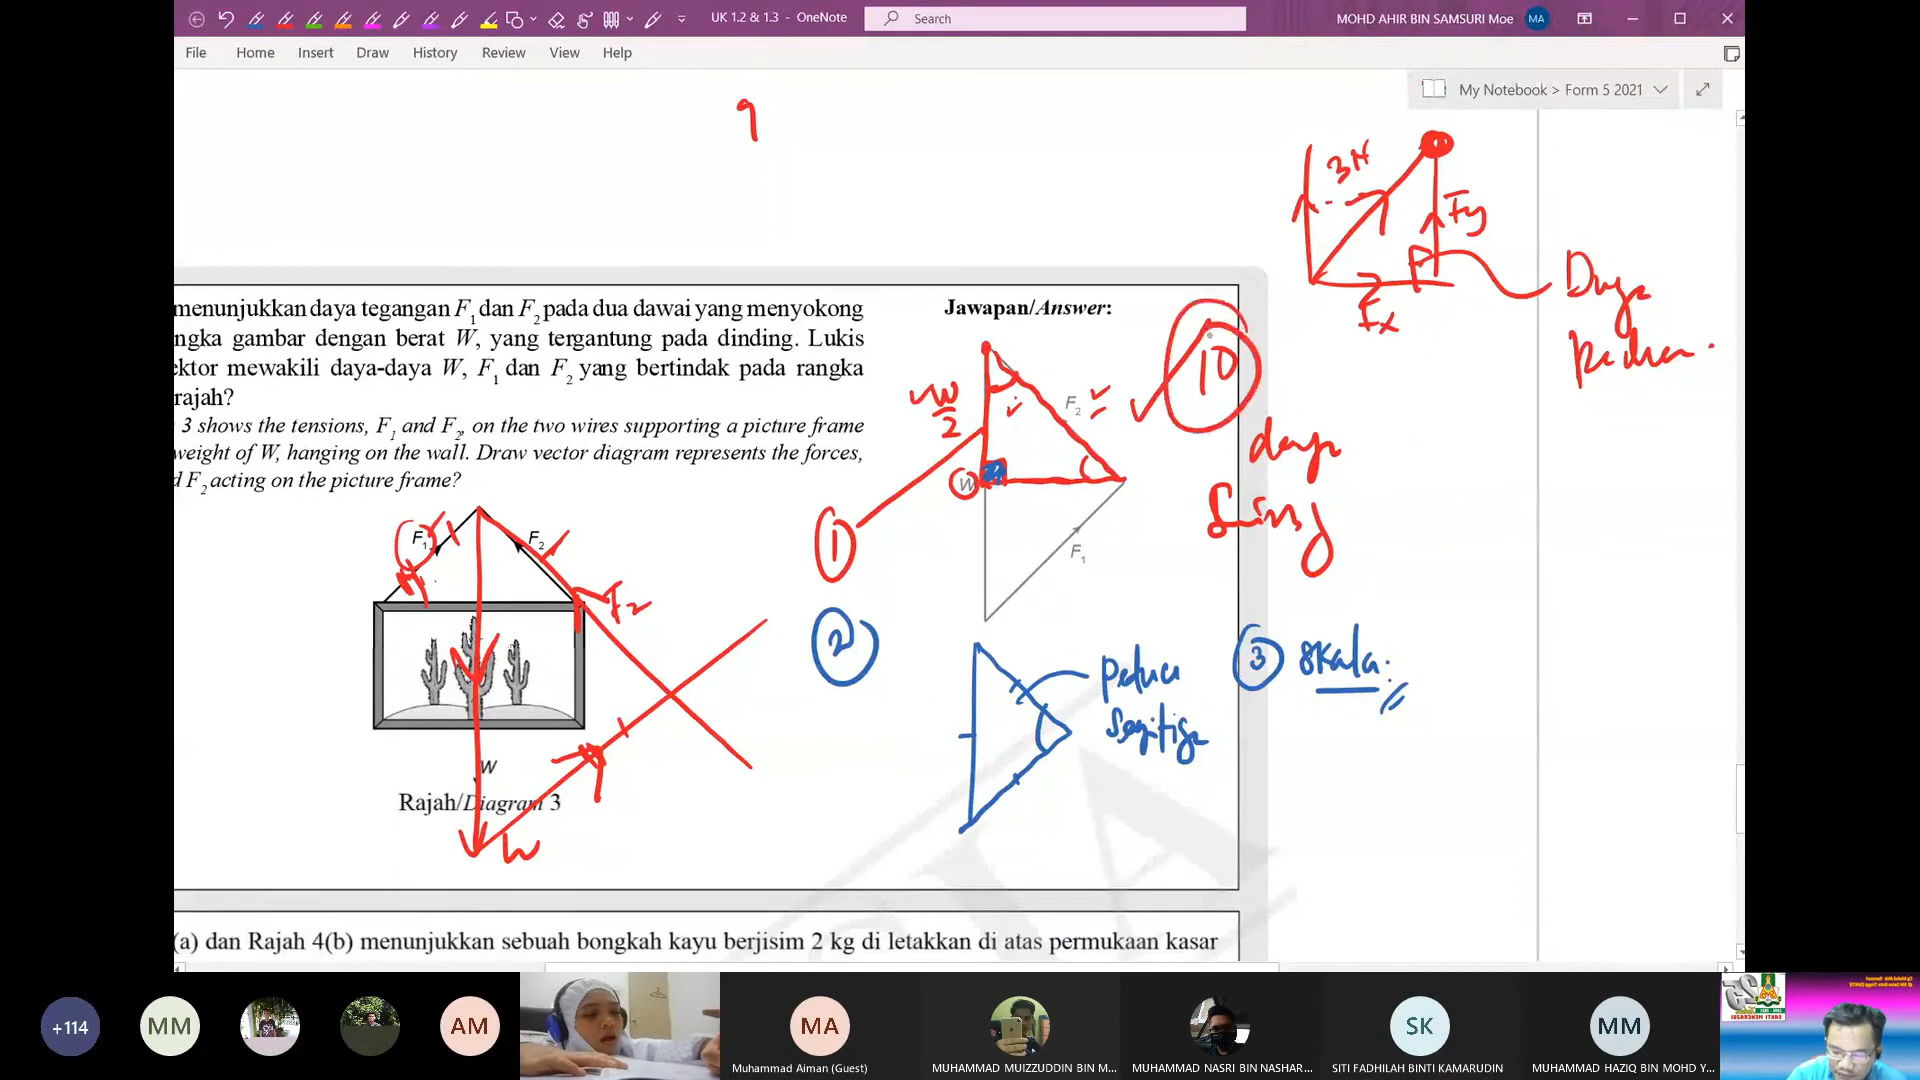 UK 1.2 & 1.3 - OneNote
Search
MOHD AHIR BIN SAMSURI Moe
MA
File Home Insert Draw History View Help
My Notebook > Form 5 2021
9
3N
Fy
Fx
Daya
menunjukkan daya tegangan F1 dan F2 pada dua dawai yang menyokong
ngka gambar dengan berat W, yang tergantung pada dinding. Lukis
ektor mewakili daya-daya W, F1 dan F2 yang bertindak pada rangka
rajah?
3 shows the tensions, F1 and F2, on the two wires supporting a picture frame
weight of W, hanging on the wall. Draw vector diagram represents the forces,
d F2 acting on the picture frame?
F1
F2
F2
W
W
Rajah/Diagram 3
Jawapan/Answer:
W
2
F2
10
W
F1
daya
1
2
3 skala.
(a) dan Rajah 4(b) menunjukkan sebuah bongkah kayu berjisim 2 kg di letakkan di atas permukaan kasar
+114
MM
AM
MA
SK
MM
Muhammad Aiman (Guest)
MUHAMMAD MUIZZUDDIN BIN M...
MUHAMMAD NASRI BIN NASHAR...
SITI FADHILAH BINTI KAMARUDIN
MUHAMMAD HAZIQ BIN MOHD Y...